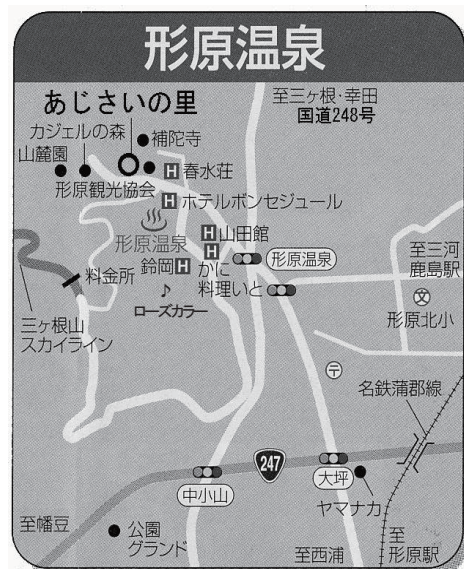 形原温泉
至三ヶ根・幸田
国道248号
あじさいの里
カジェルの森
補陀寺
山麓園
形原観光協会
H 春水荘
H ホテルボンセジュール
形原温泉
H 山田館
H
鈴岡 H
かに
料理いと
形原温泉
至三河
鹿島駅
料金所
ローズカラー
文
形原北小
三ヶ根山
スカイライン
〒
名鉄蒲郡線
247
中小山
大坪
ヤマナカ
至幡豆
公園
グランド
至西浦
至
形原駅